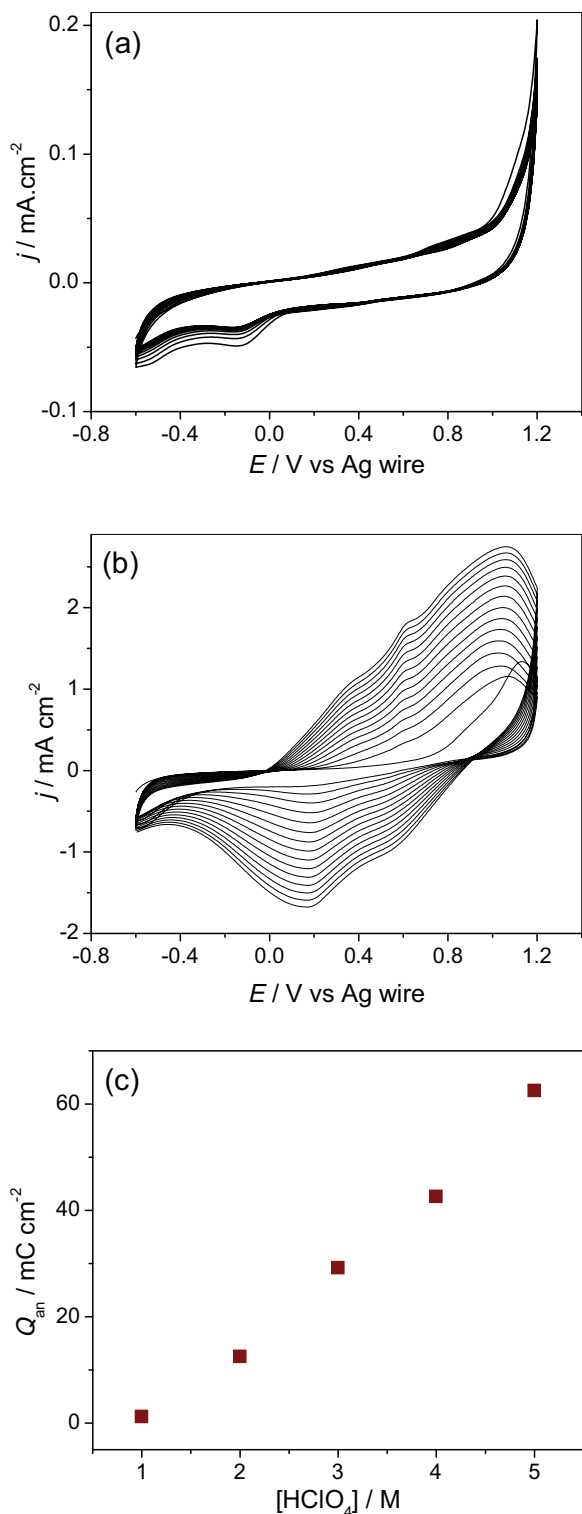 (a)
0.2
0.1
0.0
-0.1
j / mA.cm-2
-0.8 -0.4 0.0 0.4 0.8 1.2
E / V vs Ag wire
(b)
2
1
0
-1
-2
j / mA cm-2
-0.8 -0.4 0.0 0.4 0.8 1.2
E / V vs Ag wire
(c)
60
40
20
0
Qan / mC cm-2
1 2 3 4 5
[HClO4] / M